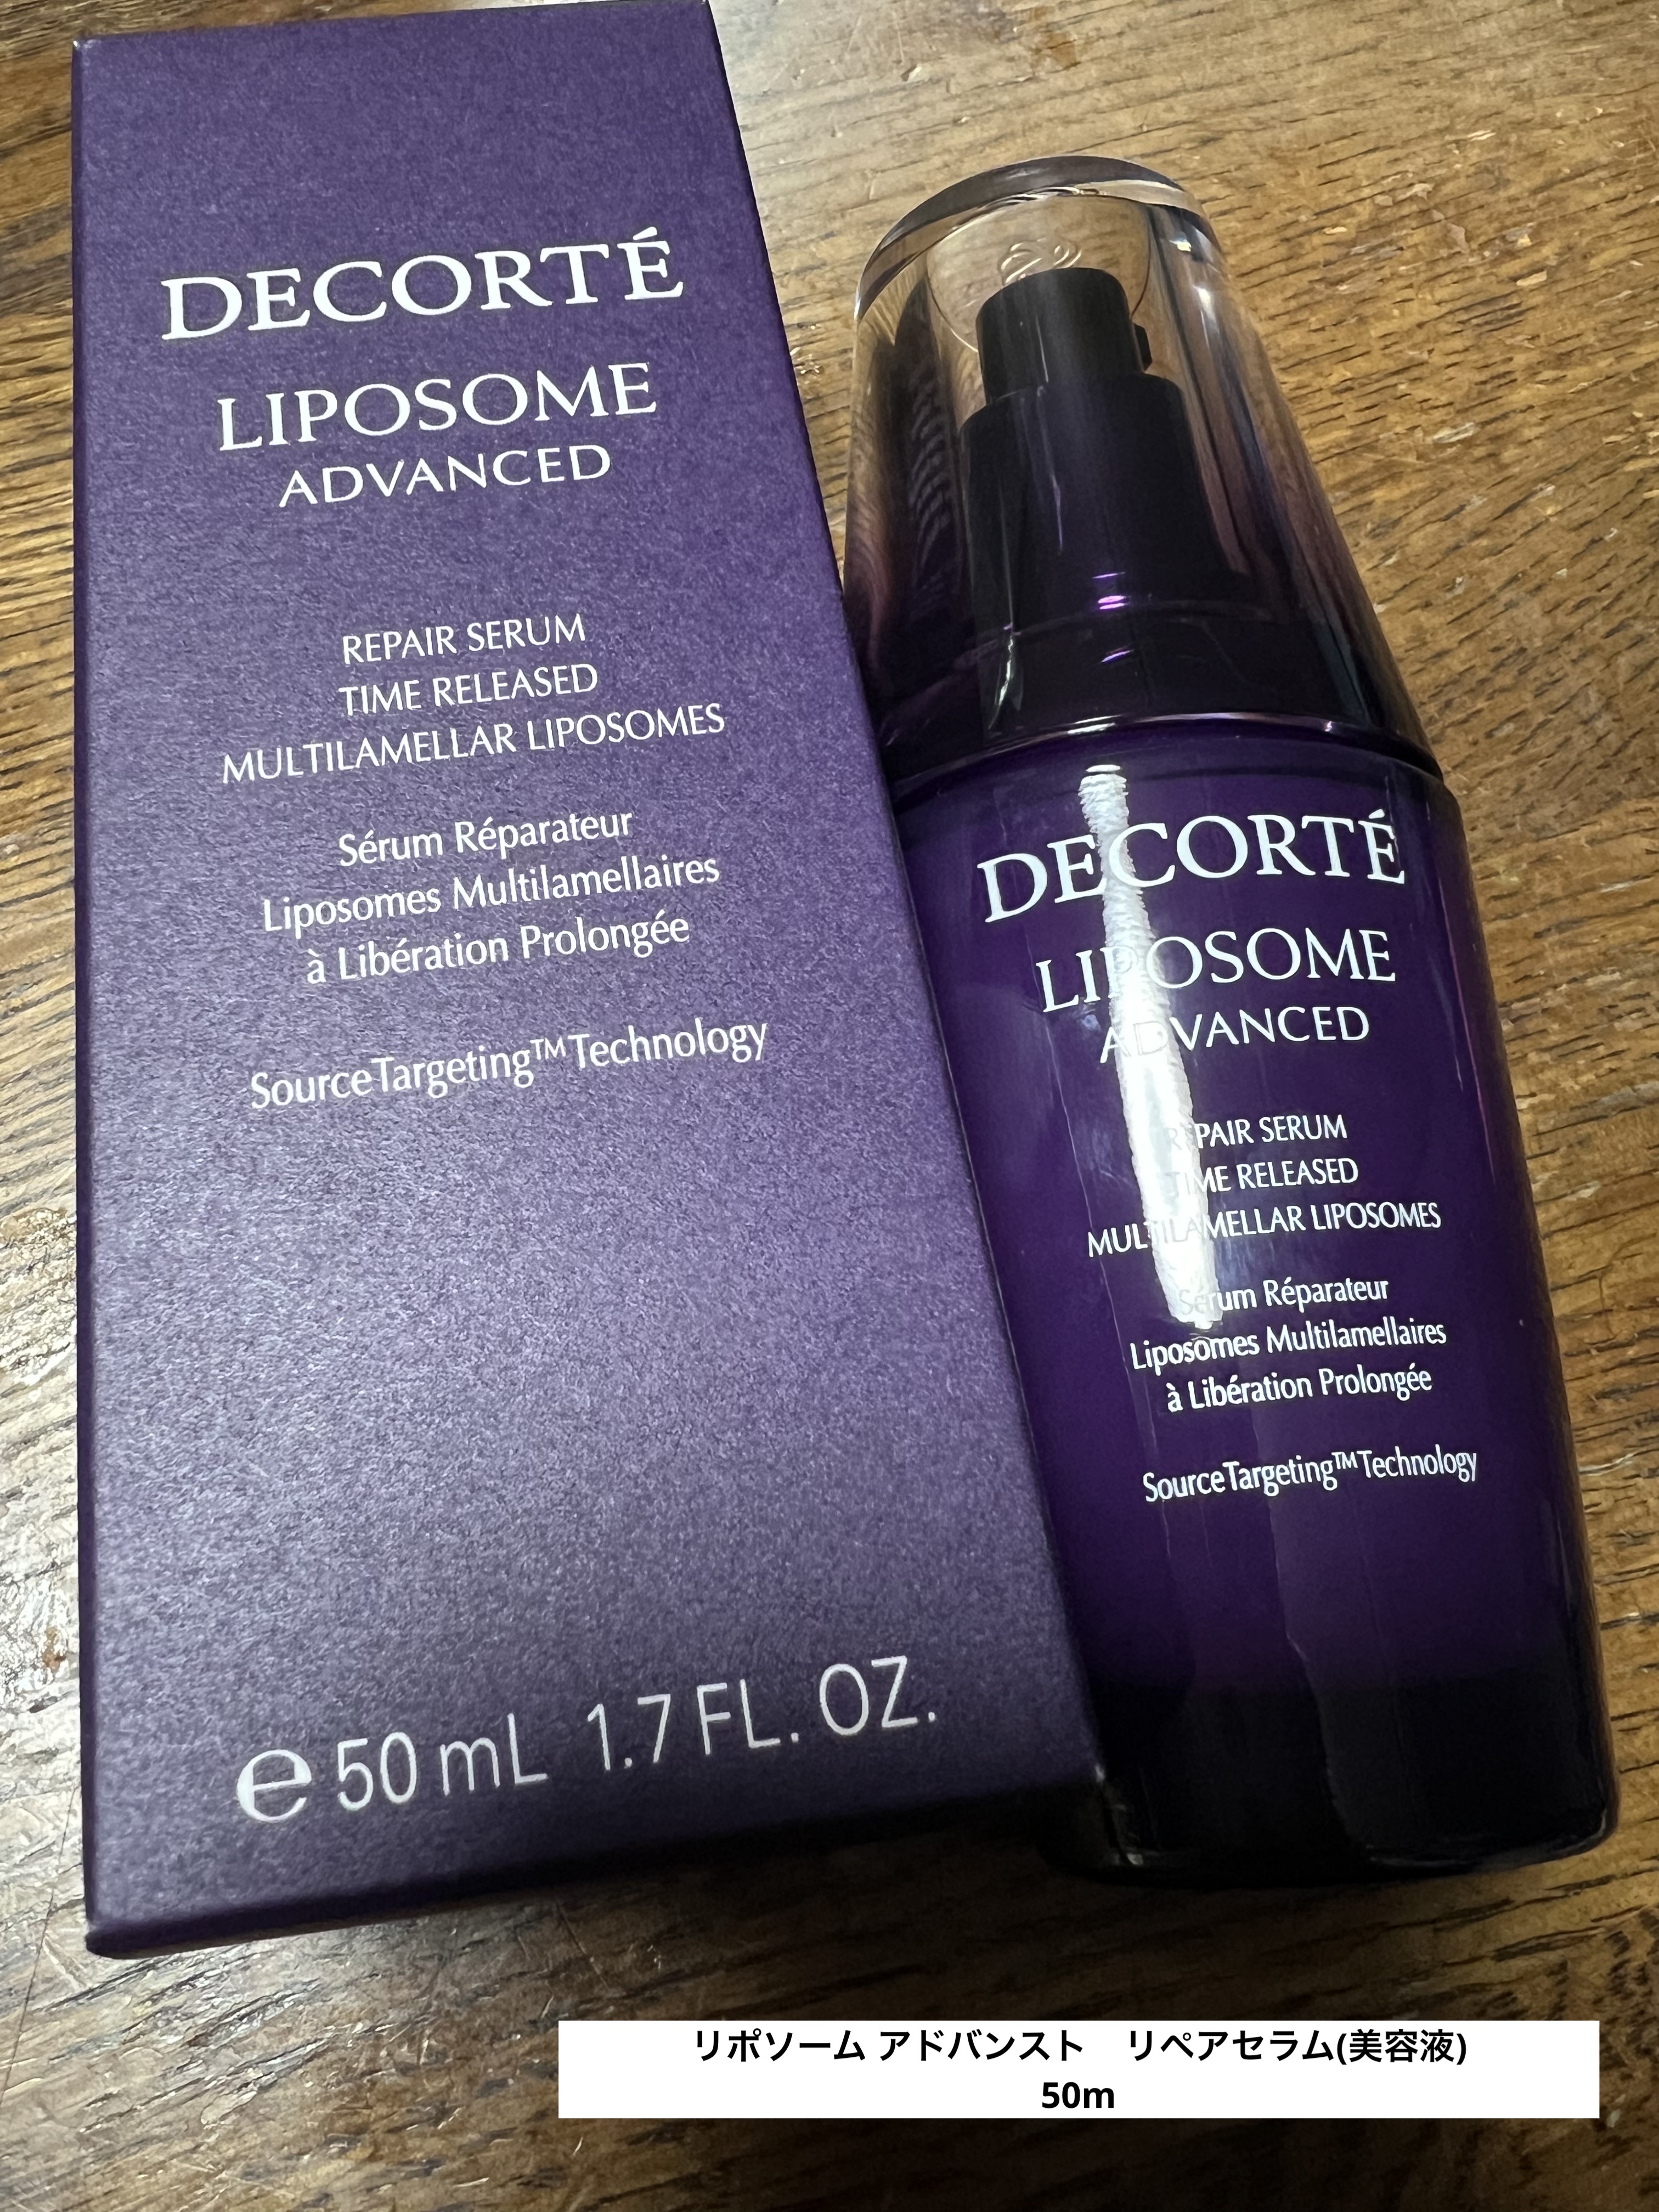 DECORTÉ
LIPOSOME
ADVANCED
REPAIR SERUM
TIME RELEASED
MULTILAMELLAR LIPOSOMES
Sérum Réparateur
Liposomes Multilamellaires
à Libération Prolongée
SourceTargeting™Technology
℮ 50 mL 1.7 FL. OZ.
DECORTÉ
LIPOSOME
ADVANCED
REPAIR SERUM
TIME RELEASED
MULTILAMELLAR LIPOSOMES
Sérum Réparateur
Liposomes Multilamellaires
à Libération Prolongée
SourceTargeting™Technology
リポソーム アドバンスト　リペアセラム(美容液)
50m